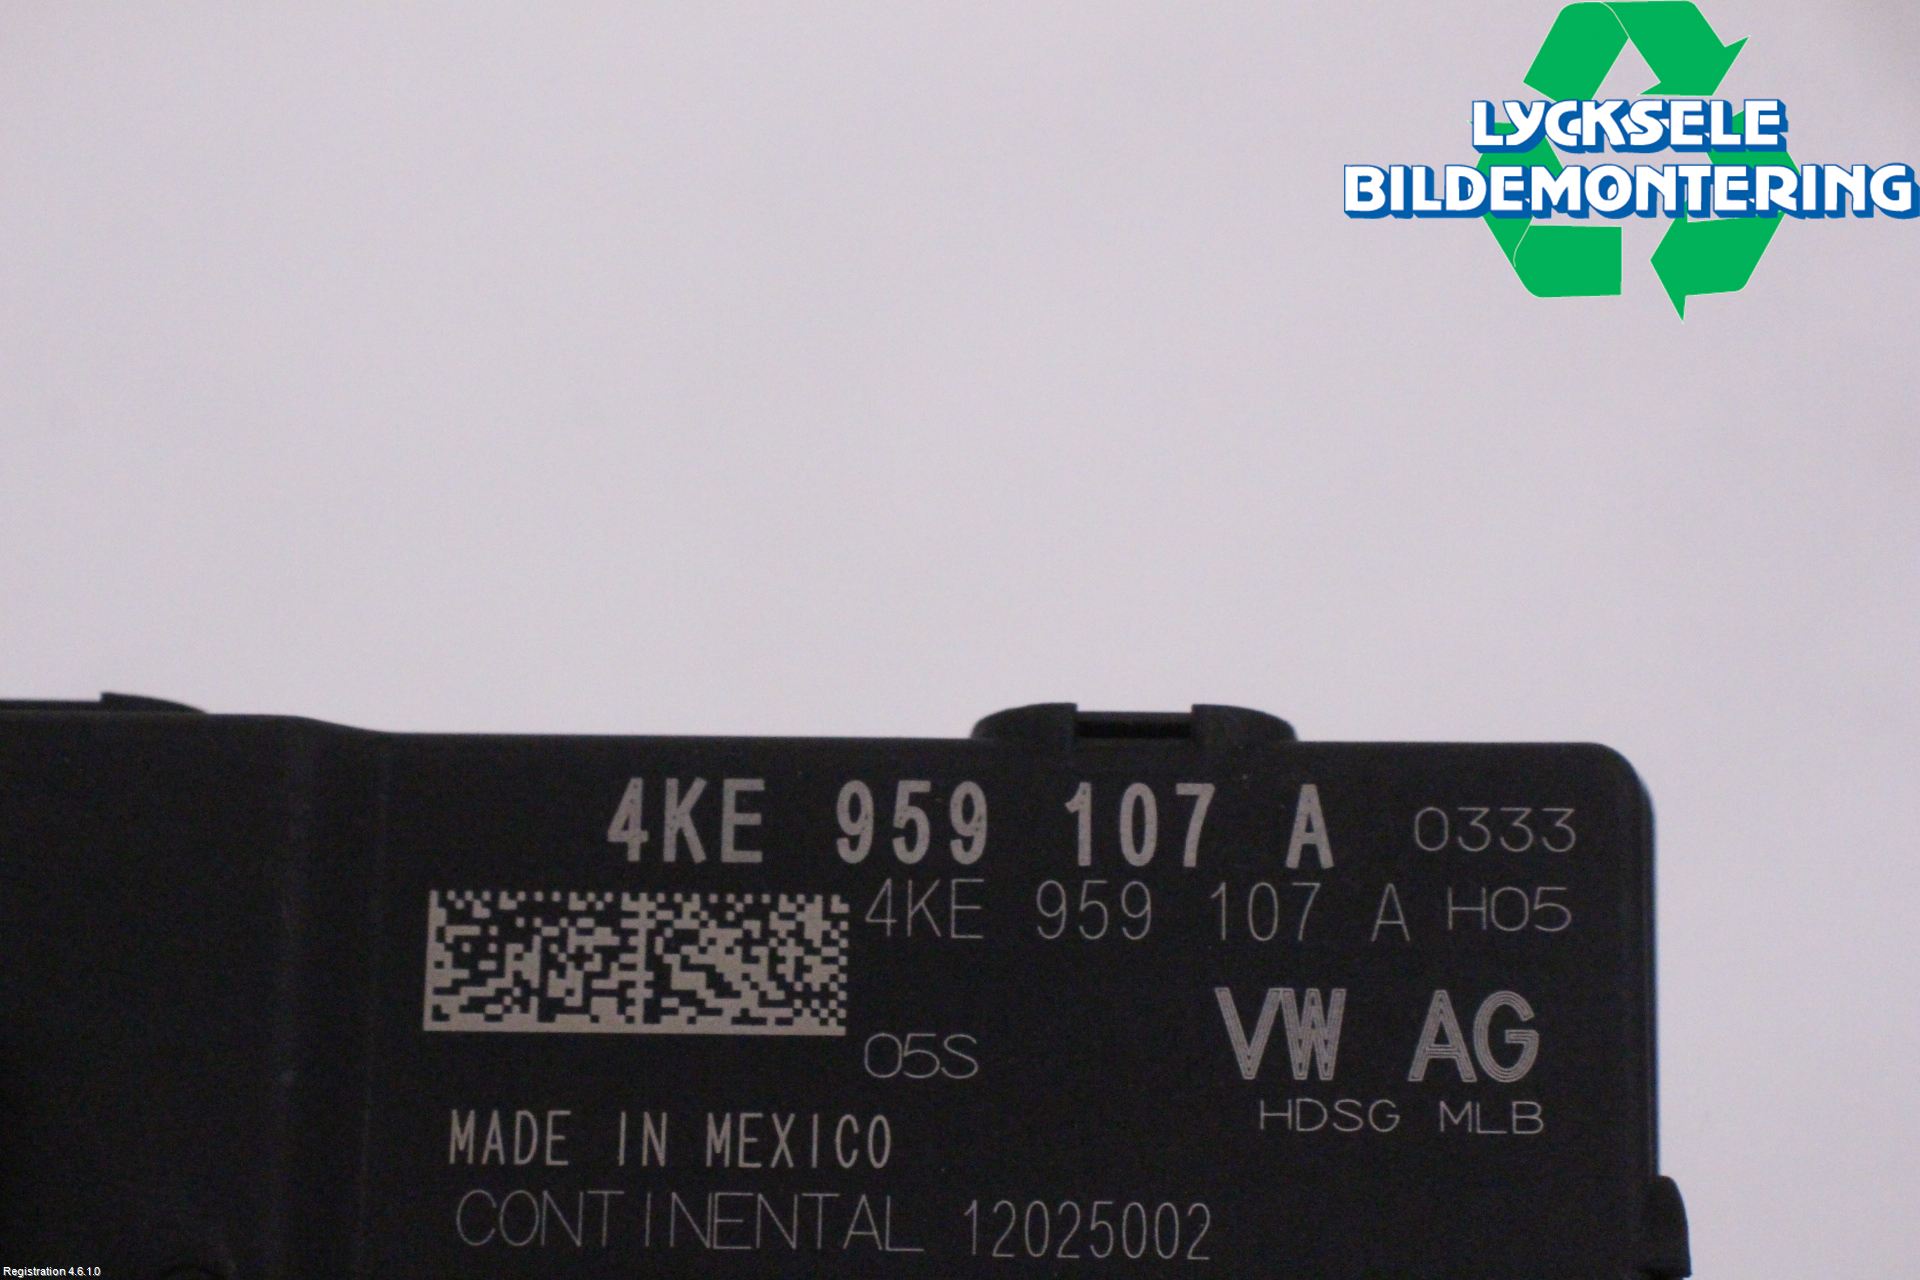 LYCKSELE
BILDEMONTERING
4KE 959 107 A 0333
4KE 959 107 A H05
05S
VW AG
HDSG MLB
MADE IN MEXICO
CONTINENTAL 12025002
Registration 4.6.1.0